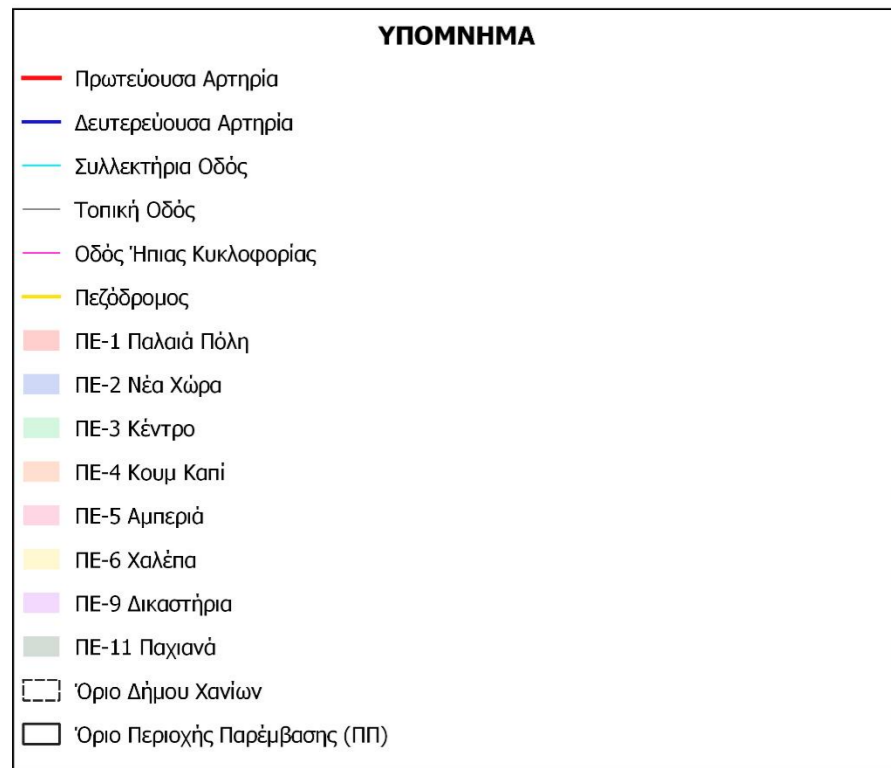 ΥΠΟΜΝΗΜΑ
Πρωτεύουσα Αρτηρία
Δευτερεύουσα Αρτηρία
Συλλεκτήρια Οδός
Τοπική Οδός
Οδός Ήπιας Κυκλοφορίας
Πεζόδρομος
ΠΕ-1 Παλαιά Πόλη
ΠΕ-2 Νέα Χώρα
ΠΕ-3 Κέντρο
ΠΕ-4 Κουμ Καπί
ΠΕ-5 Αμπεριά
ΠΕ-6 Χαλέπα
ΠΕ-9 Δικαστήρια
ΠΕ-11 Παχιανά
Όριο Δήμου Χανίων
Όριο Περιοχής Παρέμβασης (ΠΠ)